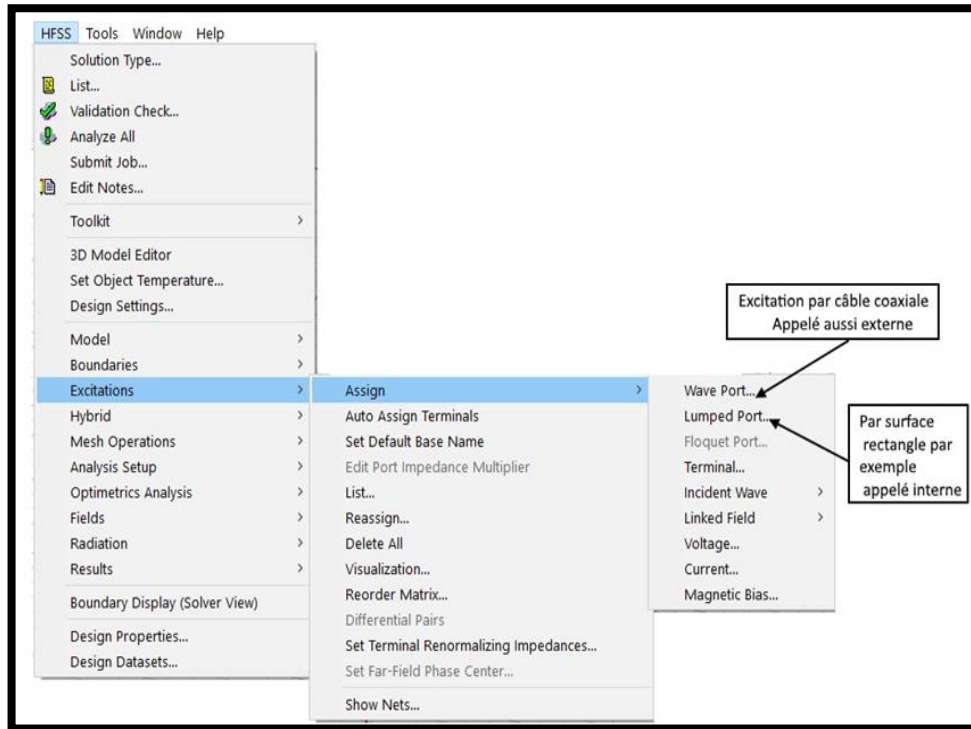 HFSS Tools Window Help
Solution Type...
List...
Validation Check...
Analyze All
Submit Job...
Edit Notes...
Toolkit
3D Model Editor
Set Object Temperature...
Design Settings...
Model
Boundaries
Excitations
Hybrid
Mesh Operations
Analysis Setup
Optimetrics Analysis
Fields
Radiation
Results
Boundary Display (Solver View)
Design Properties...
Design Datasets...
Assign
Auto Assign Terminals
Set Default Base Name
Edit Port Impedance Multiplier
List...
Reassign...
Delete All
Visualization...
Reorder Matrix...
Differential Pairs
Set Terminal Renormalizing Impedances...
Set Far-Field Phase Center...
Show Nets...
Wave Port...
Lumped Port...
Floquet Port...
Terminal...
Incident Wave
Linked Field
Voltage...
Current...
Magnetic Bias...
Excitation par câble coaxiale
Appelé aussi externe
Par surface
rectangle par
exemple
appelé interne